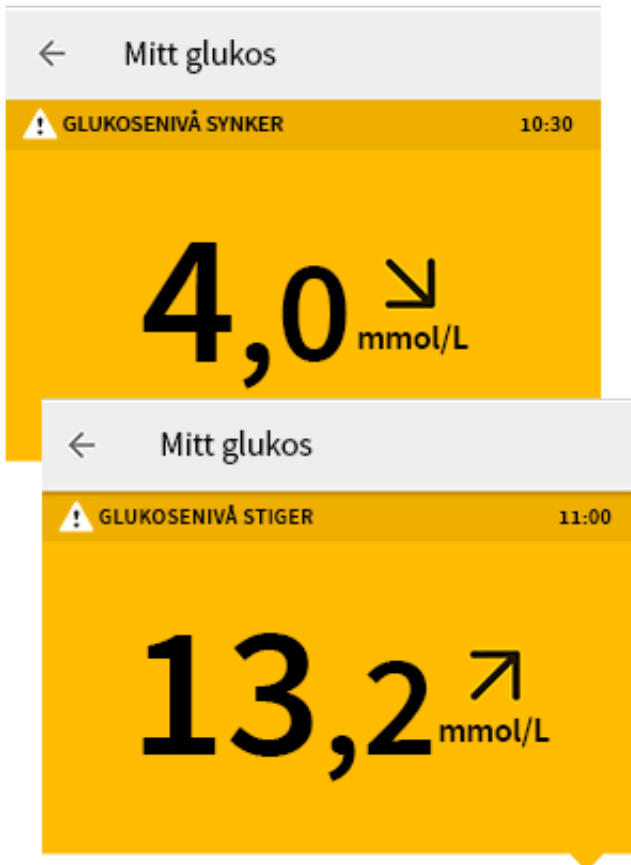 Mitt glukos
GLUKOSENIVÅ SYNKER 10:30
4,0 mmol/L
Mitt glukos
GLUKOSENIVÅ STIGER 11:00
13,2 mmol/L